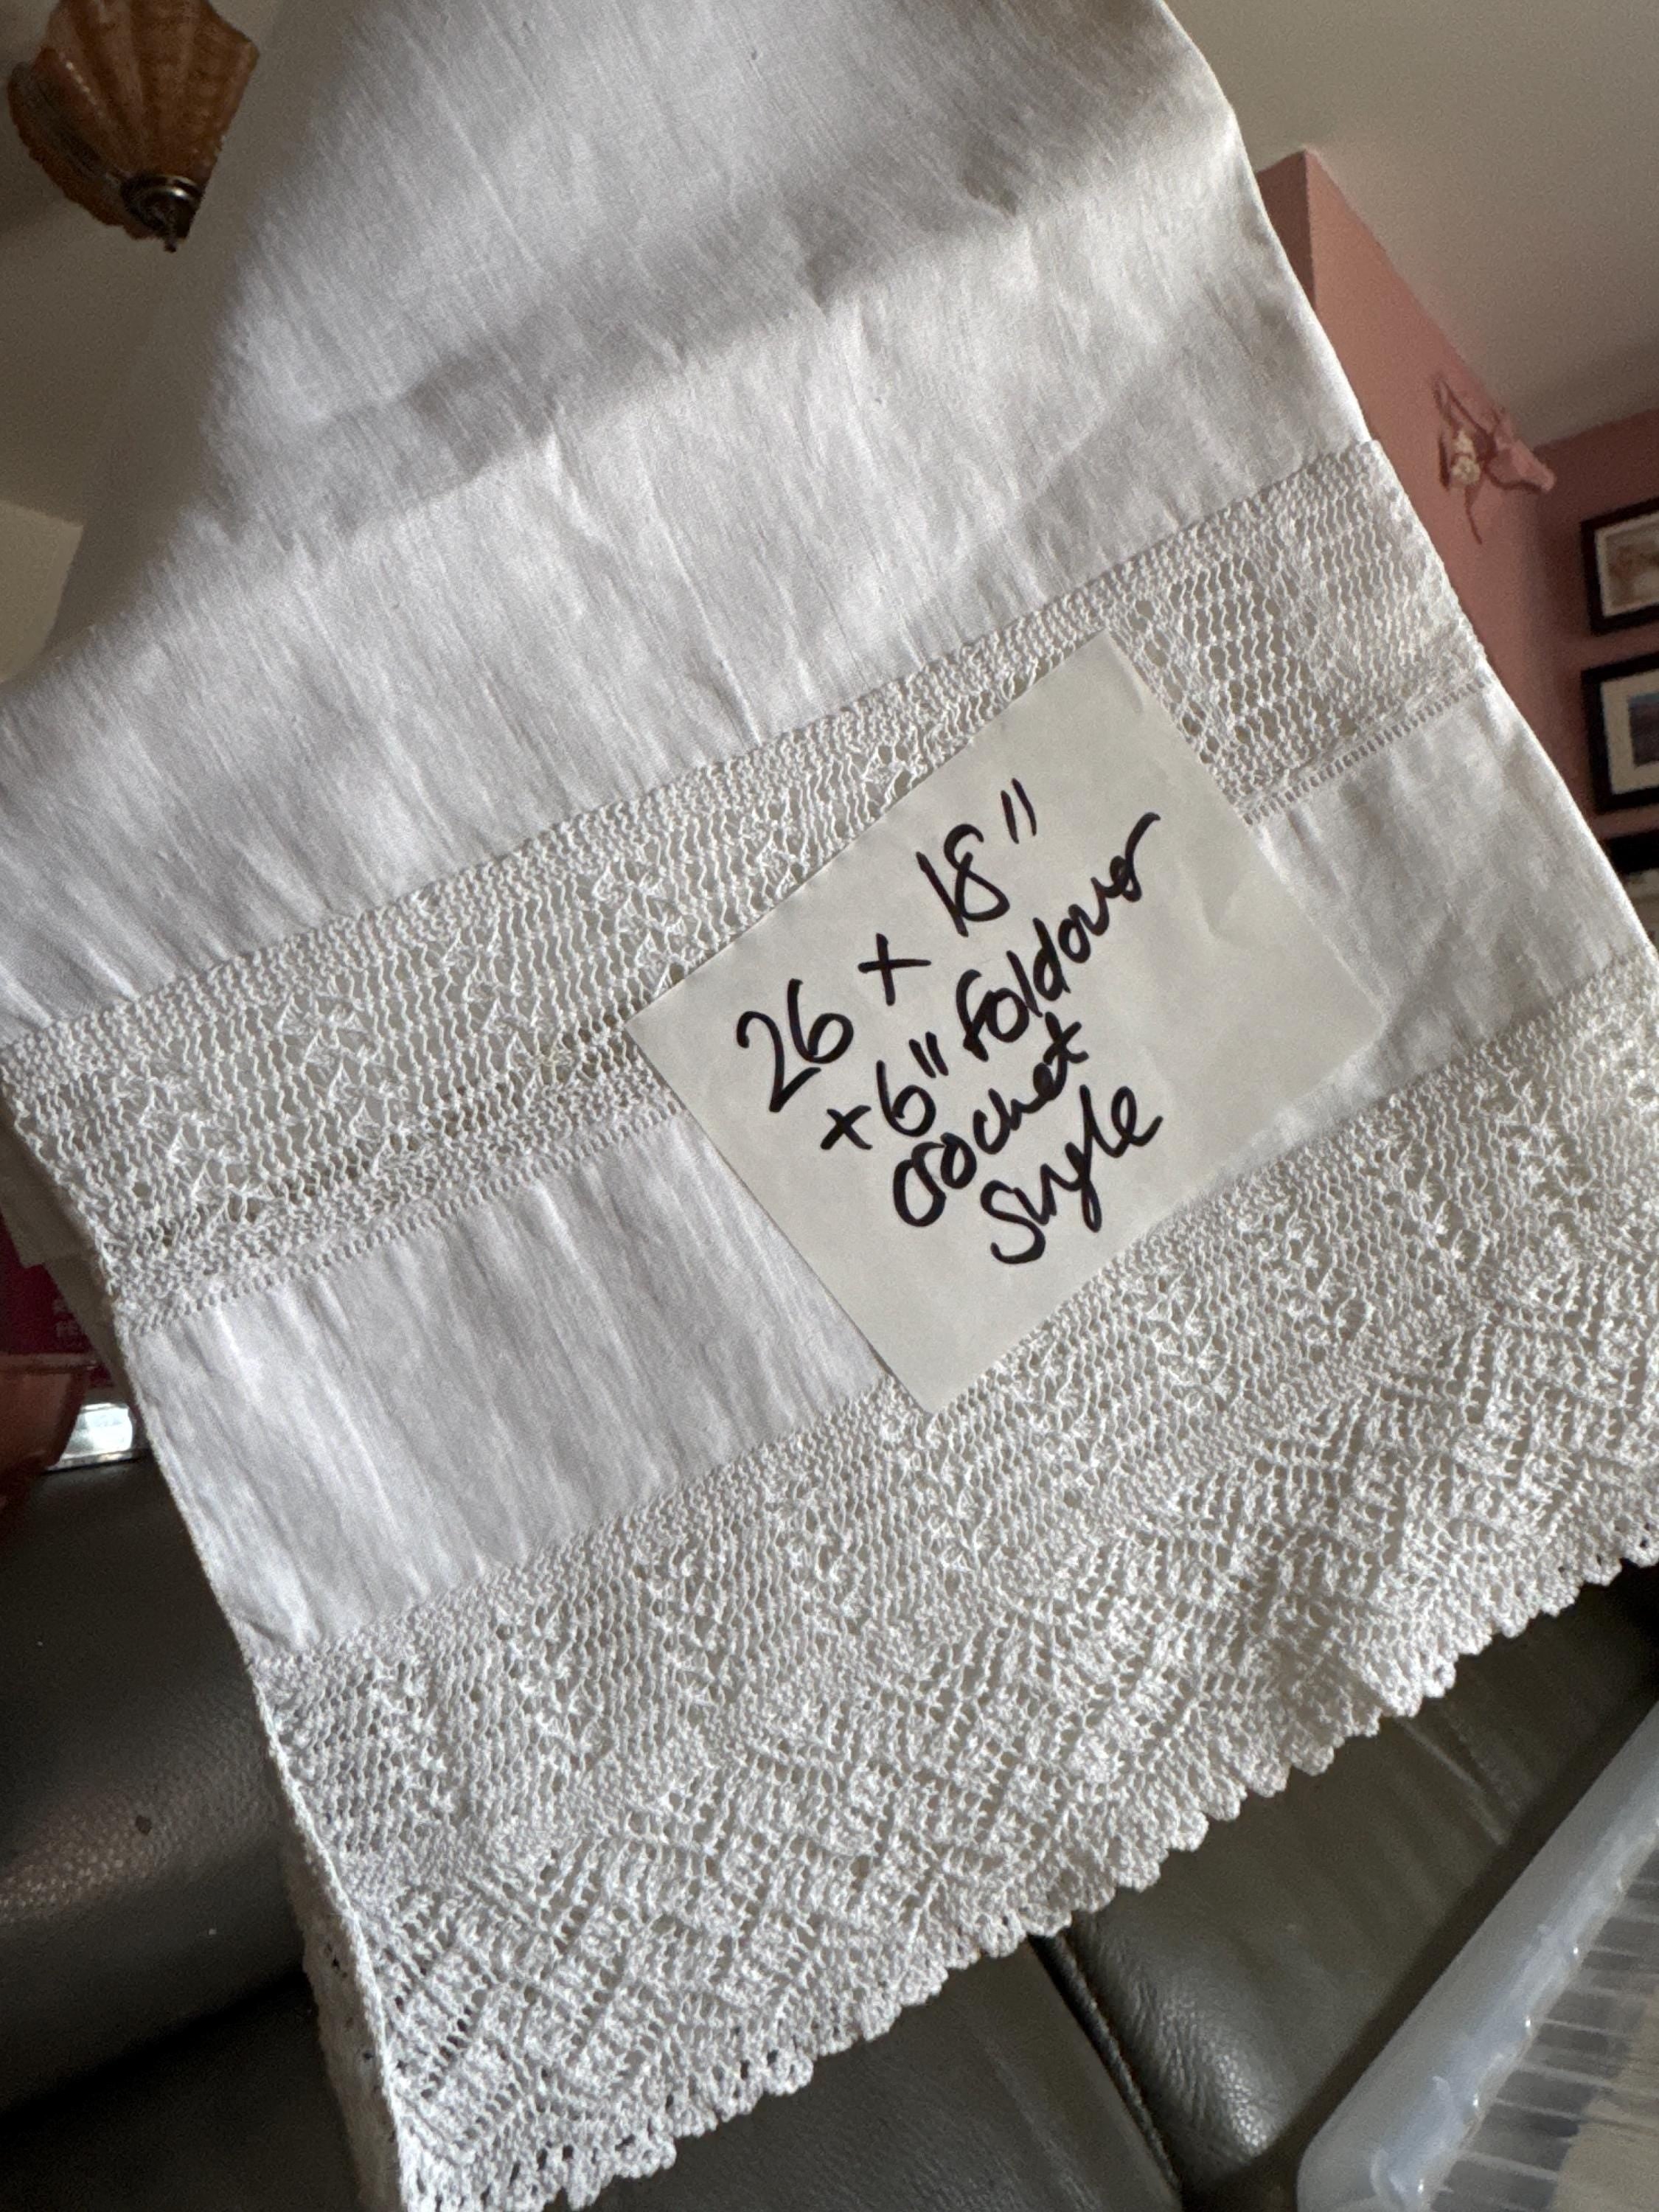 26 x 18"
+6" foldover
crochet
Style